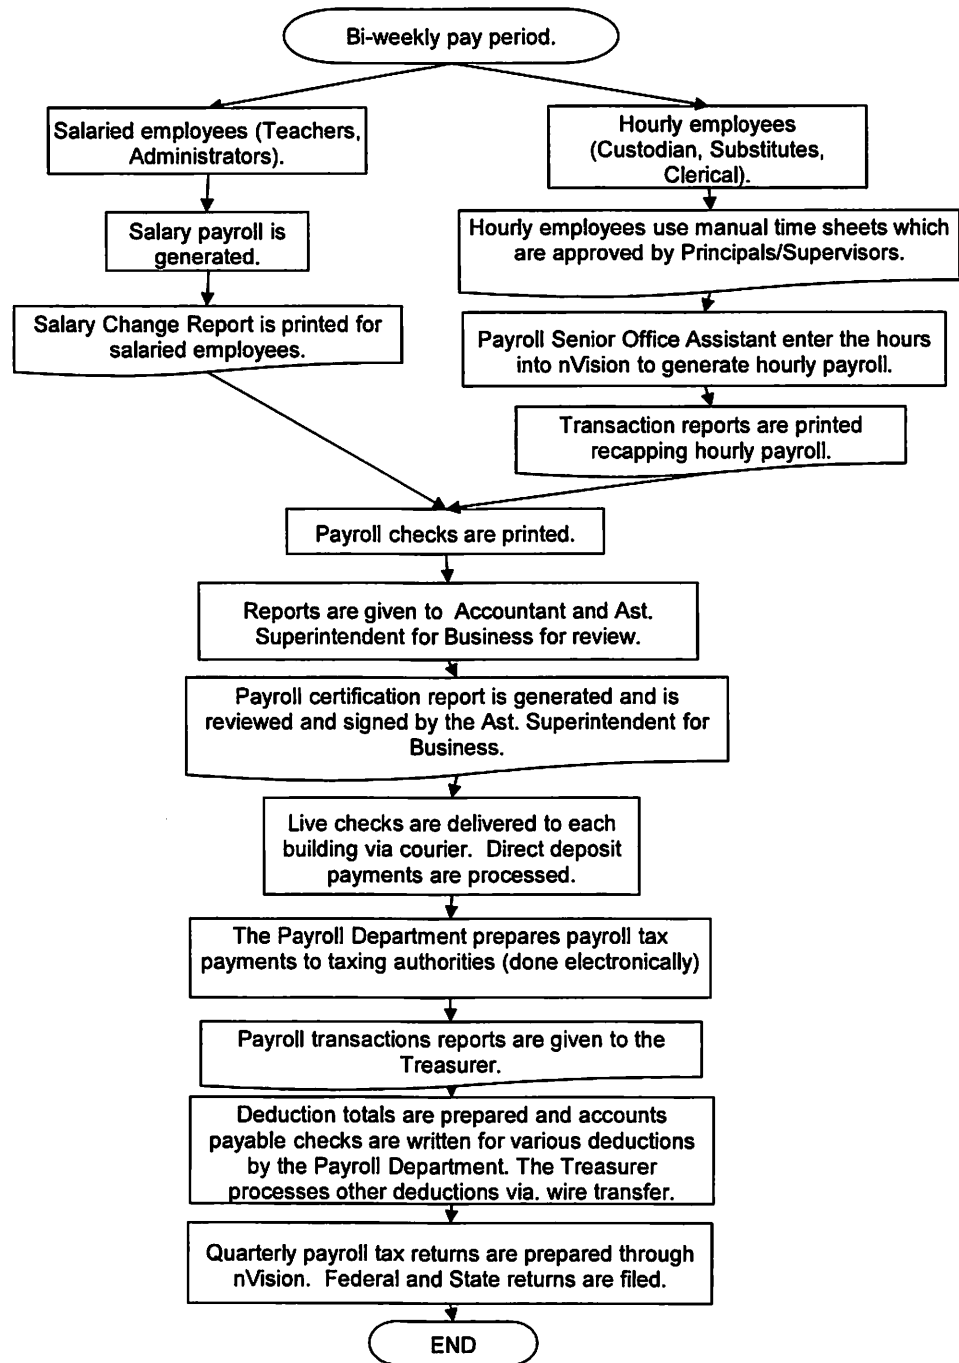 Bi-weekly pay period.
Salaried employees (Teachers,
Administrators).
Salary payroll is
generated.
Salary Change Report is printed for
salaried employees.
Hourly employees
(Custodian, Substitutes,
Clerical).
Hourly employees use manual time sheets which
are approved by Principals/Supervisors.
Payroll Senior Office Assistant enter the hours
into nVision to generate hourly payroll.
Transaction reports are printed
recapping hourly payroll.
Payroll checks are printed.
Reports are given to Accountant and Ast.
Superintendent for Business for review.
Payroll certification report is generated and is
reviewed and signed by the Ast. Superintendent for
Business.
Live checks are delivered to each
building via courier. Direct deposit
payments are processed.
The Payroll Department prepares payroll tax
payments to taxing authorities (done electronically)
Payroll transactions reports are given to the
Treasurer.
Deduction totals are prepared and accounts
payable checks are written for various deductions
by the Payroll Department. The Treasurer
processes other deductions via. wire transfer.
Quarterly payroll tax returns are prepared through
nVision. Federal and State returns are filed.
END